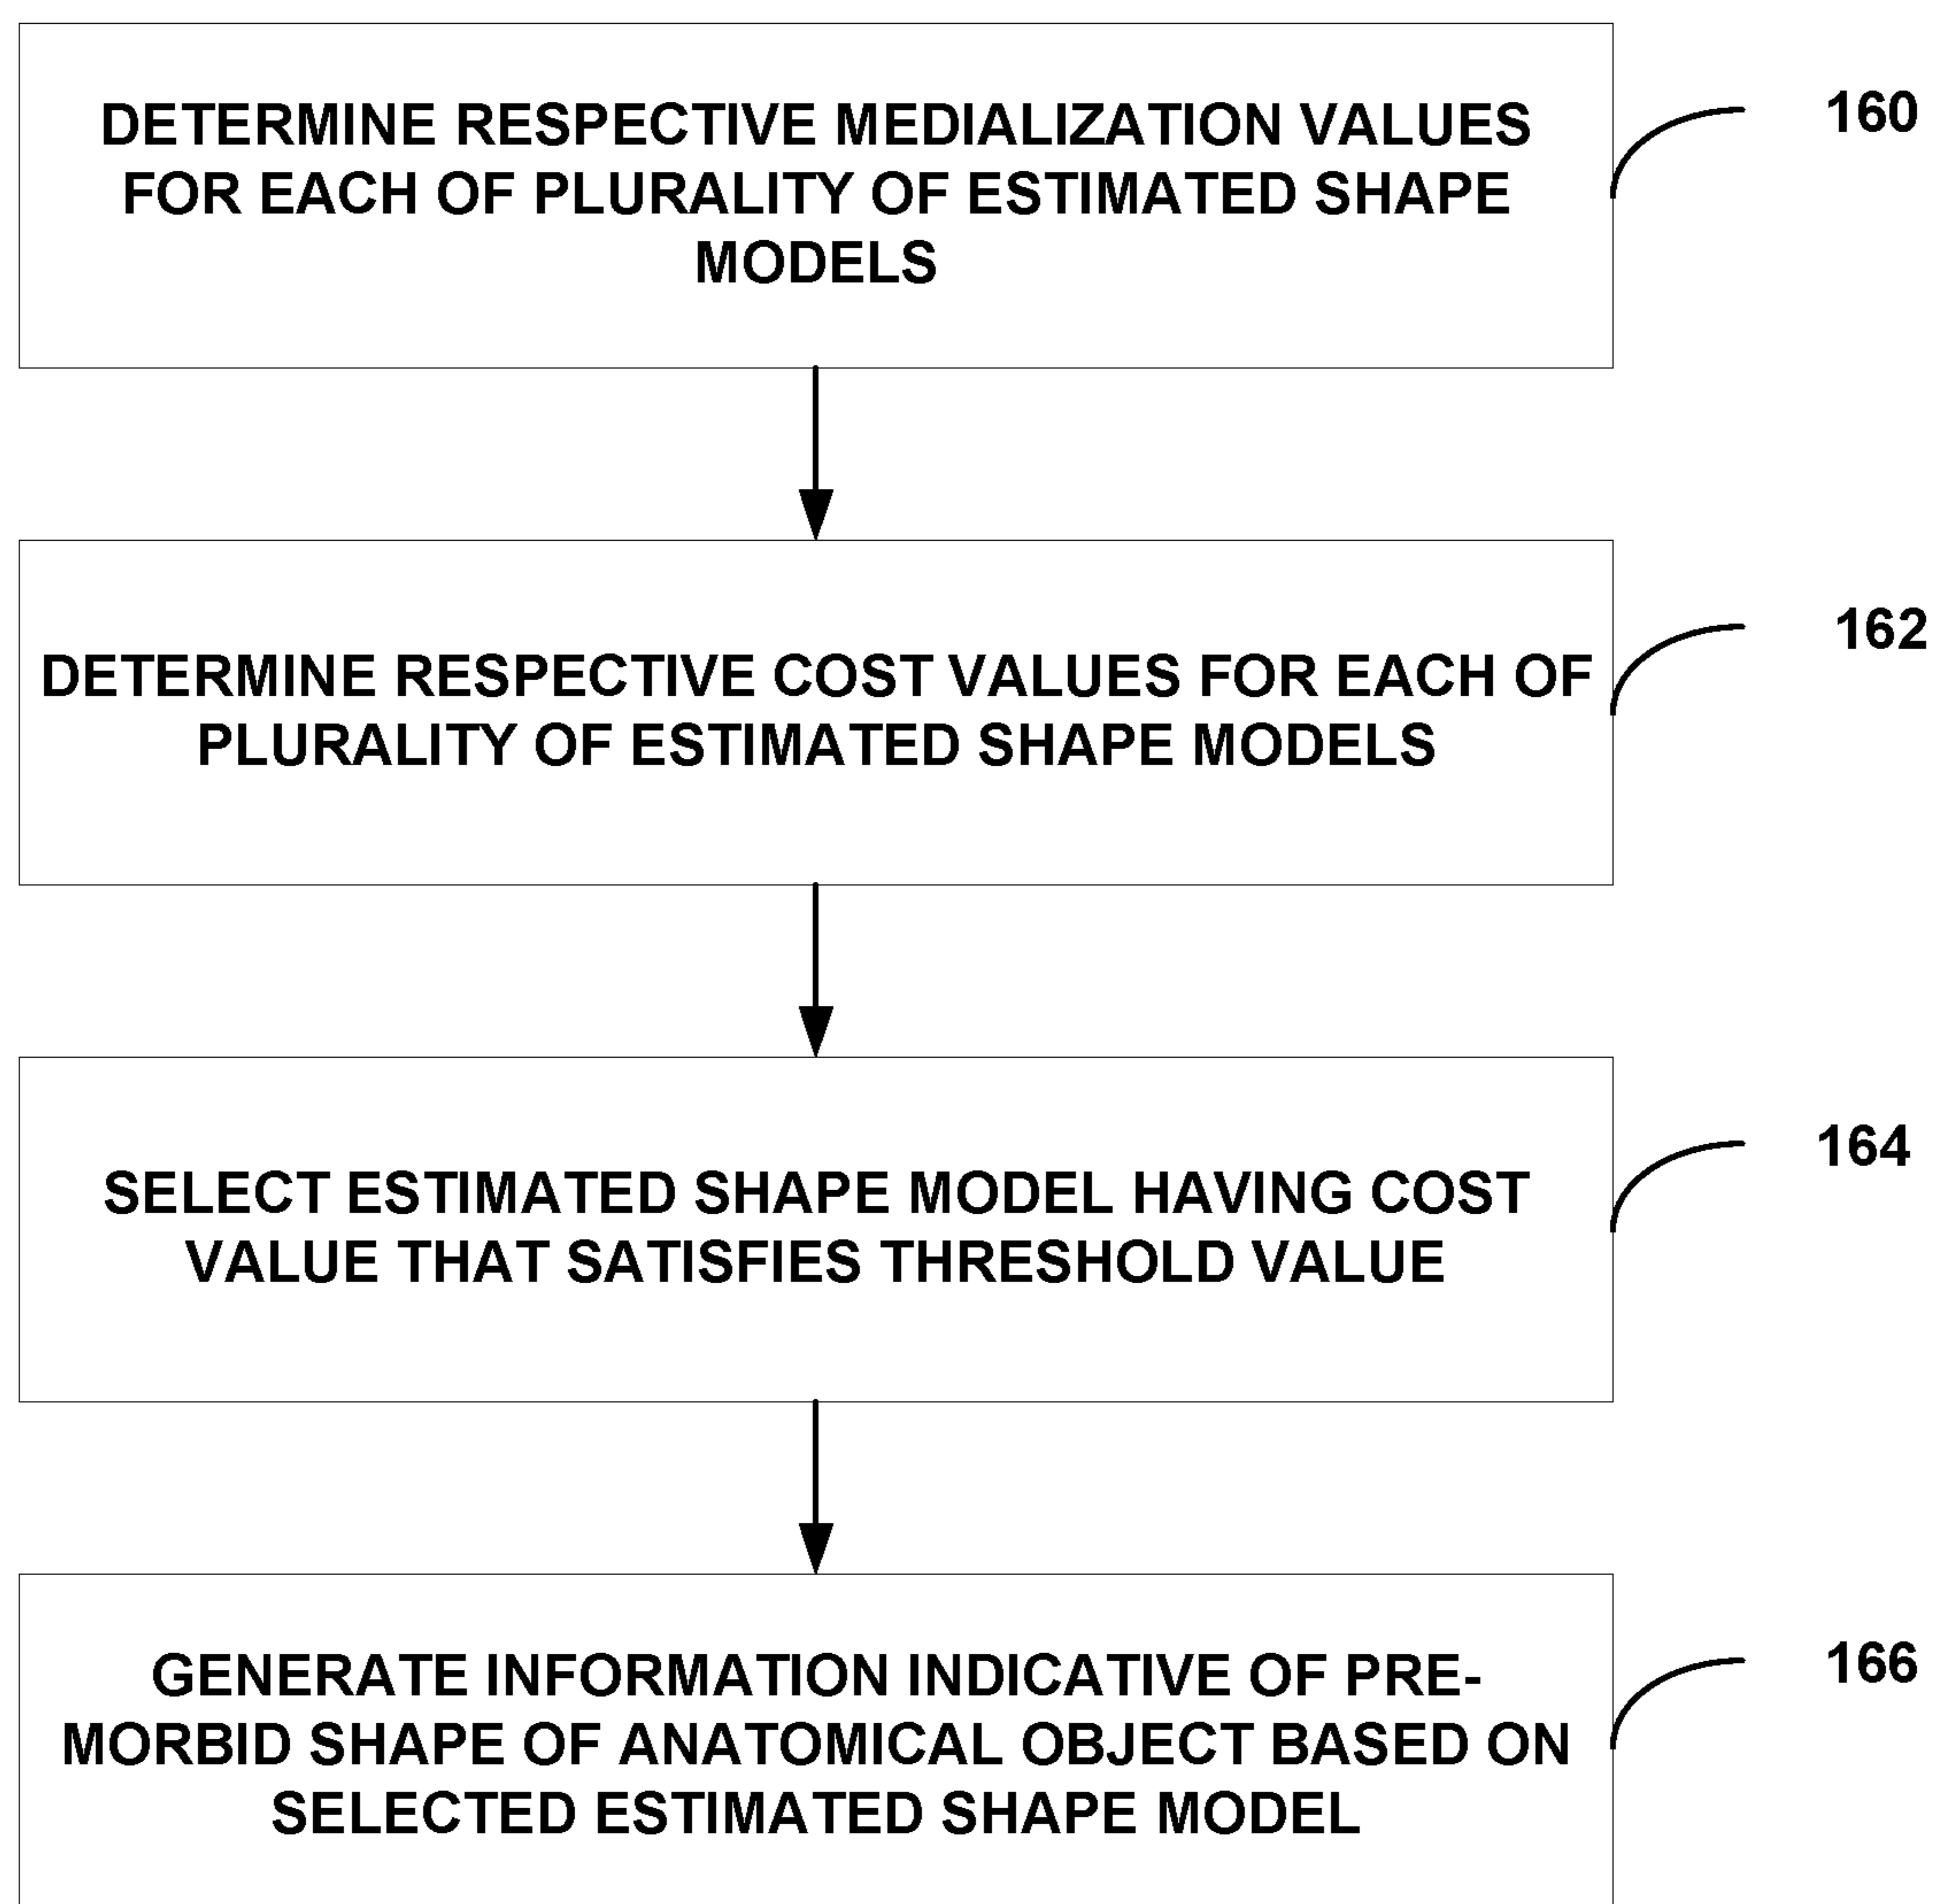 DETERMINE RESPECTIVE MEDIALIZATION VALUES
FOR EACH OF PLURALITY OF ESTIMATED SHAPE
MODELS
160
DETERMINE RESPECTIVE COST VALUES FOR EACH OF
PLURALITY OF ESTIMATED SHAPE MODELS
162
SELECT ESTIMATED SHAPE MODEL HAVING COST
VALUE THAT SATISFIES THRESHOLD VALUE
164
GENERATE INFORMATION INDICATIVE OF PRE-
MORBID SHAPE OF ANATOMICAL OBJECT BASED ON
SELECTED ESTIMATED SHAPE MODEL
166